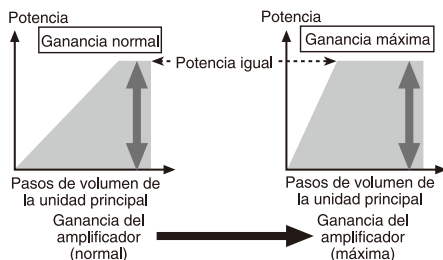 Potencia
Ganancia normal
Potencia
Ganancia máxima
Potencia igual
Pasos de volumen de
la unidad principal
Pasos de volumen de
la unidad principal
Ganancia del
amplificador
(normal)
Ganancia del
amplificador
(máxima)